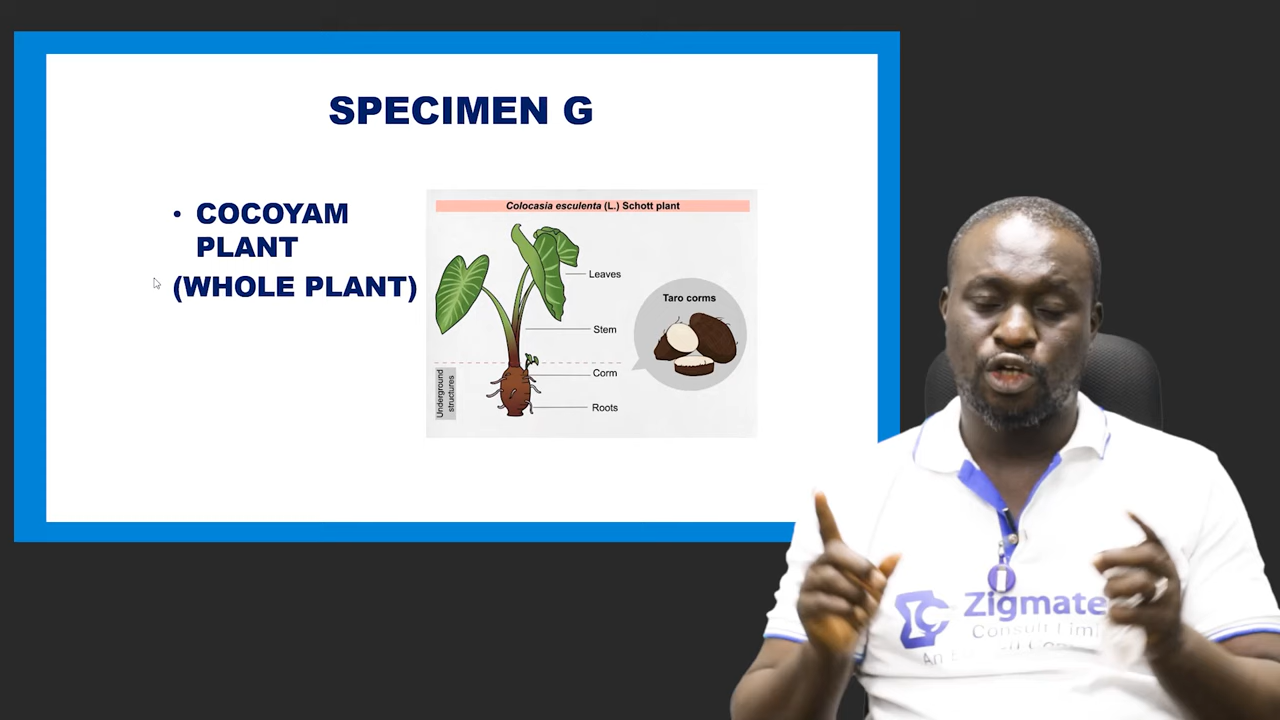 SPECIMEN G
• COCOYAM
PLANT
(WHOLE PLANT)
Colocasia esculenta (L.) Schott plant
Leaves
Stem
Corm
Roots
Underground
structures
Taro corms
Zigmate
Consult Limi
An